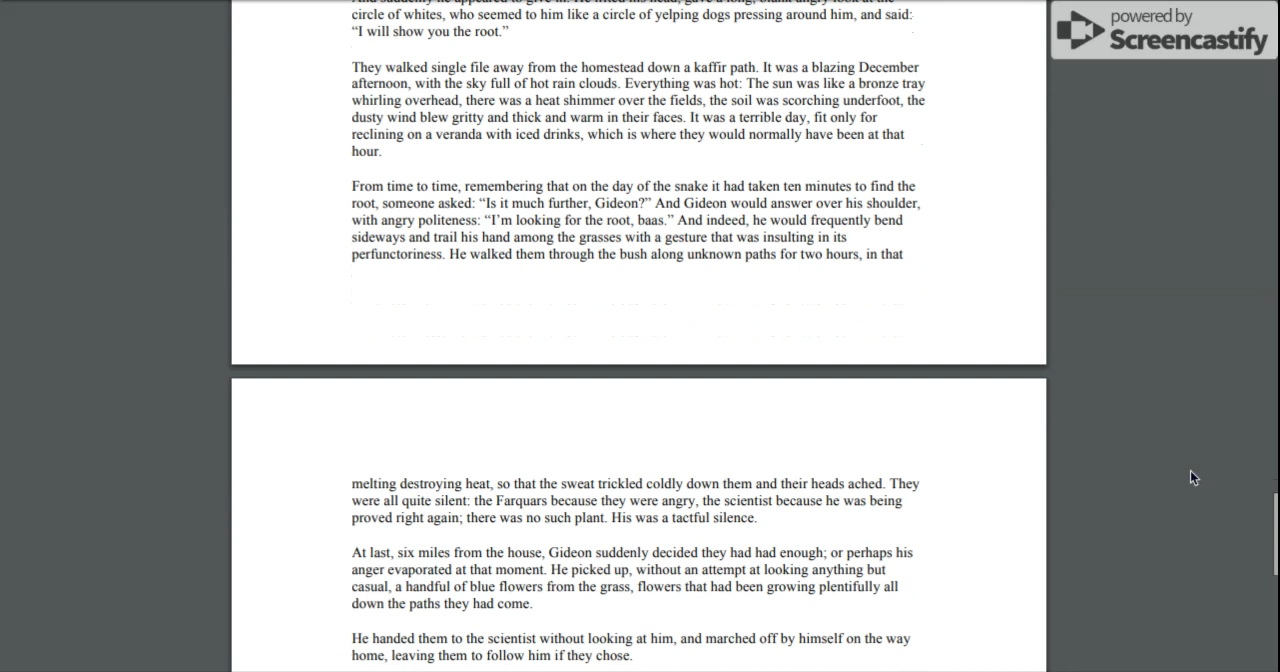 circle of whites, who seemed to him like a circle of yelping dogs pressing around him, and said:
“I will show you the root.”
They walked single file away from the homestead down a kaffir path. It was a blazing December
afternoon, with the sky full of hot rain clouds. Everything was hot: The sun was like a bronze tray
whirling overhead, there was a heat shimmer over the fields, the soil was scorching underfoot, the
dusty wind blew gritty and thick and warm in their faces. It was a terrible day, fit only for
reclining on a veranda with iced drinks, which is where they would normally have been at that
hour.
From time to time, remembering that on the day of the snake it had taken ten minutes to find the
root, someone asked: “Is it much further, Gideon?” And Gideon would answer over his shoulder,
with angry politeness: “I’m looking for the root, baas.” And indeed, he would frequently bend
sideways and trail his hand among the grasses with a gesture that was insulting in its
perfunctoriness. He walked them through the bush along unknown paths for two hours, in that
melting destroying heat, so that the sweat trickled coldly down them and their heads ached. They
were all quite silent: the Farquars because they were angry, the scientist because he was being
proved right again; there was no such plant. His was a tactful silence.
At last, six miles from the house, Gideon suddenly decided they had had enough; or perhaps his
anger evaporated at that moment. He picked up, without an attempt at looking anything but
casual, a handful of blue flowers from the grass, flowers that had been growing plentifully all
down the paths they had come.
He handed them to the scientist without looking at him, and marched off by himself on the way
home, leaving them to follow him if they chose.
powered by
Screencastify